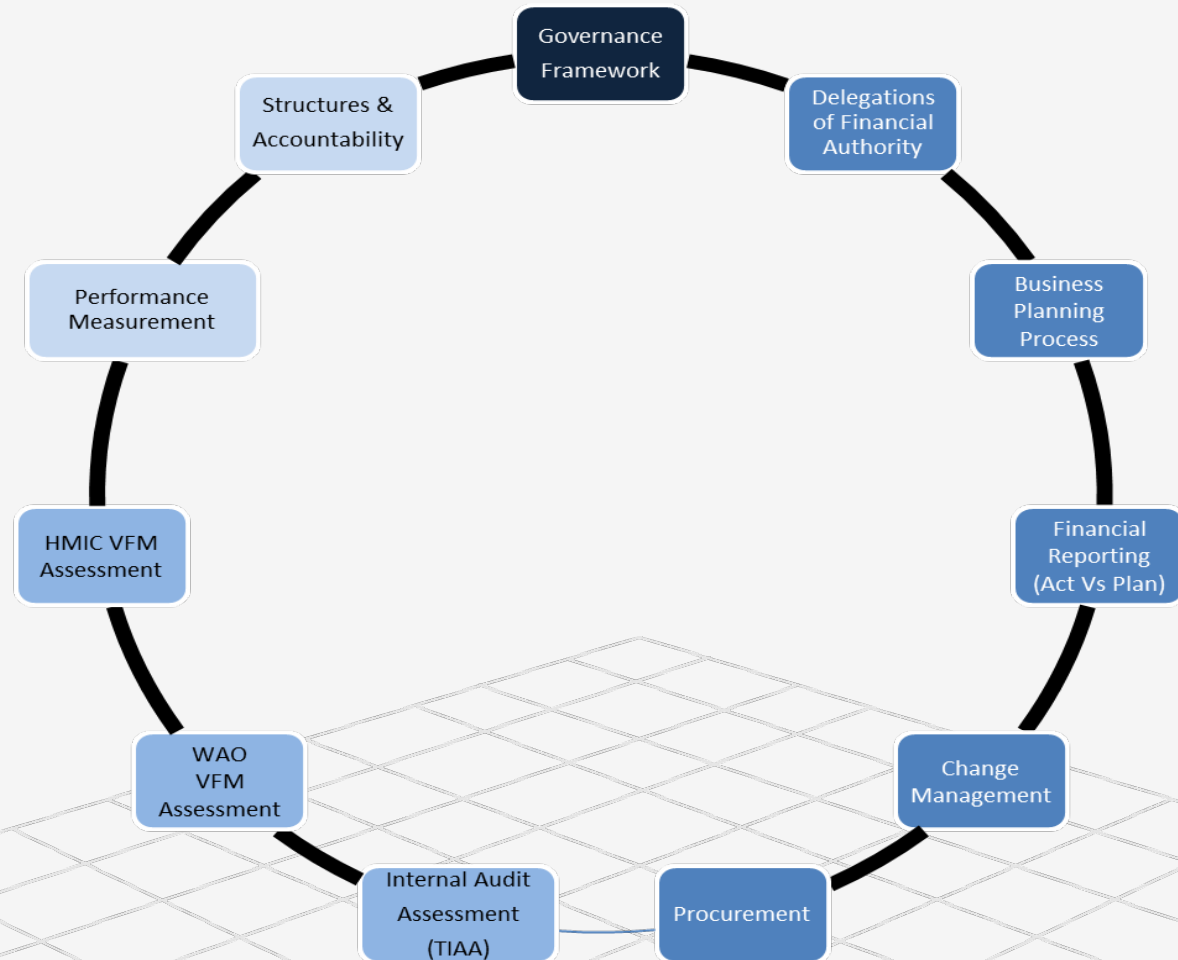 Governance
Framework
Delegations
of Financial
Authority
Business
Planning
Process
Financial
Reporting
(Act Vs Plan)
Change
Management
Procurement
Internal Audit
Assessment
(TIAA)
WAO
VFM
Assessment
HMIC VFM
Assessment
Performance
Measurement
Structures &
Accountability